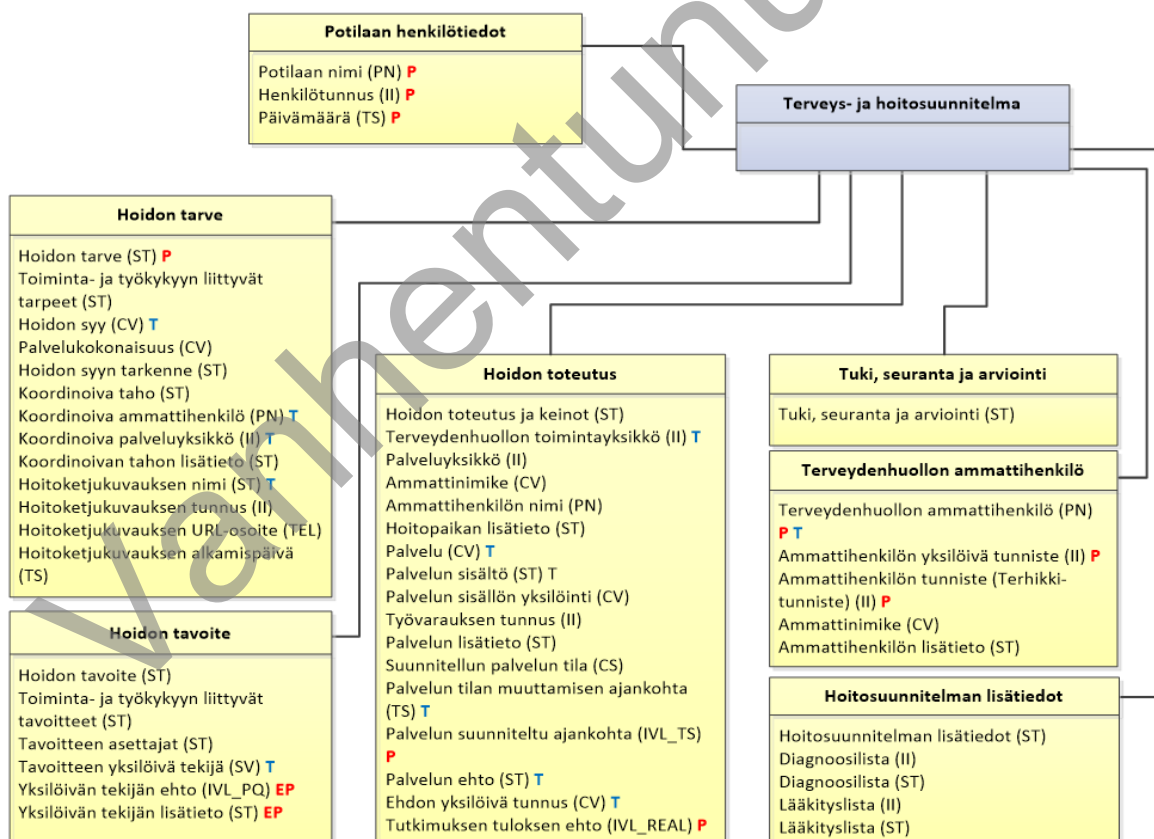 Potilaan henkilötiedot
Potilaan nimi (PN) P
Henkilötunnus (II) P
Päivämäärä (TS) P
Terveys- ja hoitosuunnitelma
Hoidon tarve
Hoidon tarve (ST) P
Toiminta- ja työkykyyn liittyvät
tarpeet (ST)
Hoidon syy (CV) T
Palvelukokonaisuus (CV)
Hoidon syyn tarkenne (ST)
Koordinoiva taho (ST)
Koordinoiva ammattihenkilö (PN) T
Koordinoiva palveluyksikkö (II) T
Koordinoivan tahon lisätieto (ST)
Hoitoketjukuvauksen nimi (ST) T
Hoitoketjukuvauksen tunnus (II)
Hoitoketjukuvauksen URL-osoite (TEL)
Hoitoketjukuvauksen alkamispäivä
(TS)
Hoidon tavoite
Hoidon tavoite (ST)
Toiminta- ja työkykyyn liittyvät
tavoitteet (ST)
Tavoitteen asettajat (ST)
Tavoitteen yksilöivä tekijä (SV) T
Yksilöivän tekijän ehto (IVL_PQ) EP
Yksilöivän tekijän lisätieto (ST) EP
Hoidon toteutus
Hoidon toteutus ja keinot (ST)
Terveydenhuollon toimintayksikkö (II) T
Palveluyksikkö (II)
Ammattinimike (CV)
Ammattihenkilön nimi (PN)
Hoitopaikan lisätieto (ST)
Palvelu (CV) T
Palvelun sisältö (ST) T
Palvelun sisällön yksilöinti (CV)
Työvarauksen tunnus (II)
Palvelun lisätieto (ST)
Suunnitellun palvelun tila (CS)
Palvelun tilan muuttamisen ajankohta
(TS) T
Palvelun suunniteltu ajankohta (IVL_TS)
P
Palvelun ehto (ST) T
Ehdon yksilöivä tunnus (CV) T
Tutkimuksen tuloksen ehto (IVL_REAL) P
Tuki, seuranta ja arviointi
Tuki, seuranta ja arviointi (ST)
Terveydenhuollon ammattihenkilö
Terveydenhuollon ammattihenkilö (PN)
P T
Ammattihenkilön yksilöivä tunniste (II) P
Ammattihenkilön tunniste (Terhikki-
tunniste) (II) P
Ammattinimike (CV)
Ammattihenkilön lisätieto (ST)
Hoitosuunnitelman lisätiedot
Hoitosuunnitelman lisätiedot (ST)
Diagnoosilista (II)
Diagnoosilista (ST)
Lääkityslista (II)
Lääkityslista (ST)
Vanhentunu